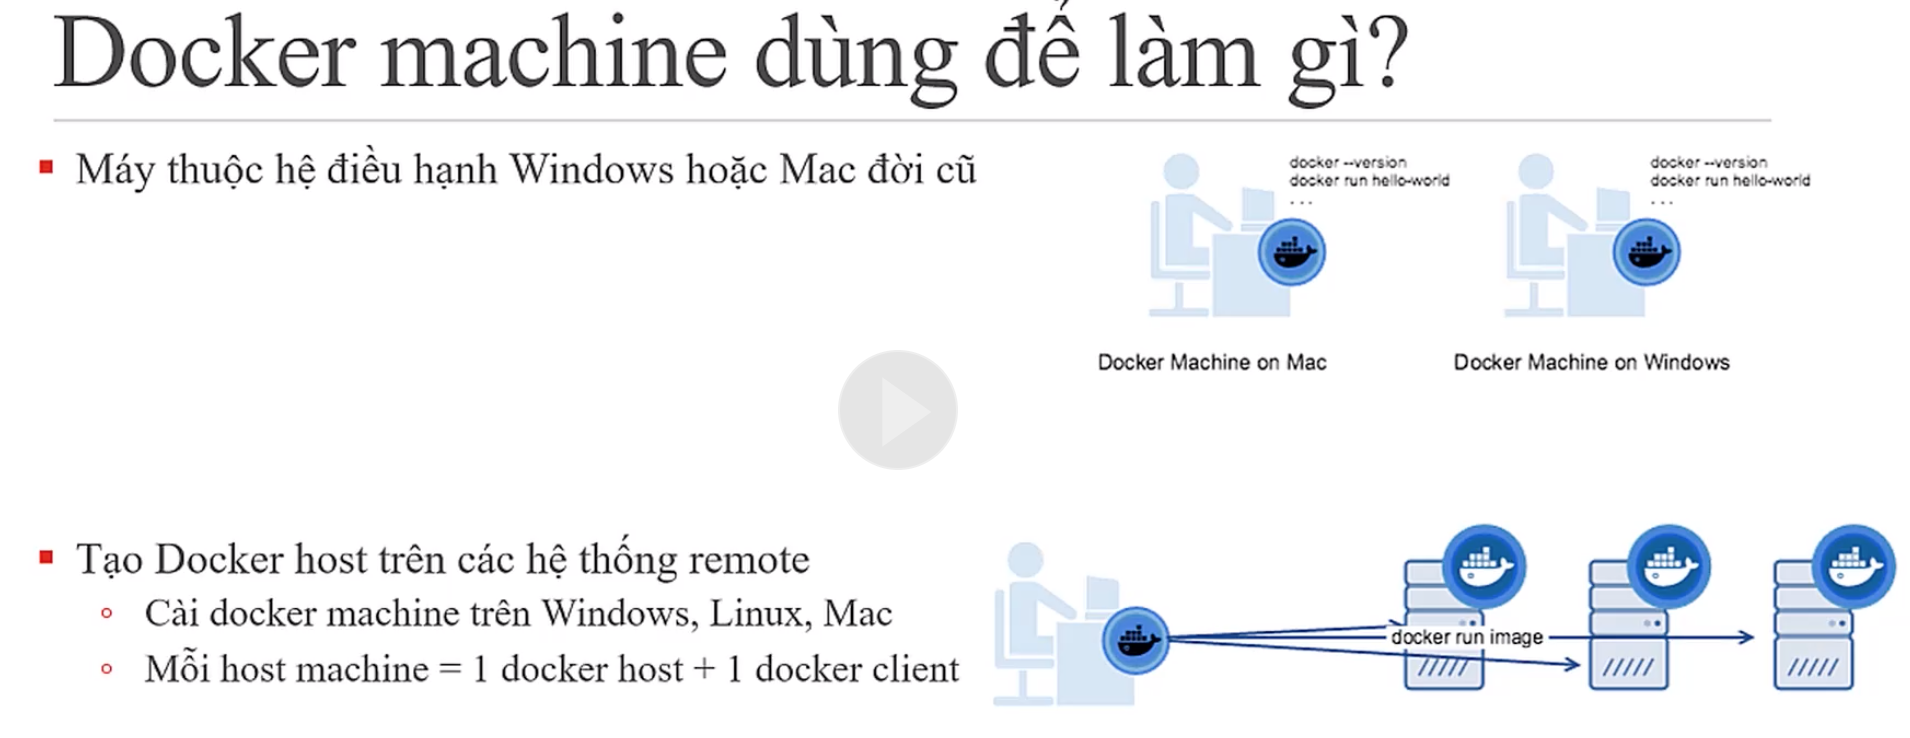 Docker machine dùng để làm gì?
Máy thuộc hệ điều hạnh Windows hoặc Mac đời cũ
docker --version
docker run hello-world
...
Docker Machine on Mac
docker --version
docker run hello-world
...
Docker Machine on Windows
Tạo Docker host trên các hệ thống remote
Cài docker machine trên Windows, Linux, Mac
Mỗi host machine = 1 docker host + 1 docker client
docker run image